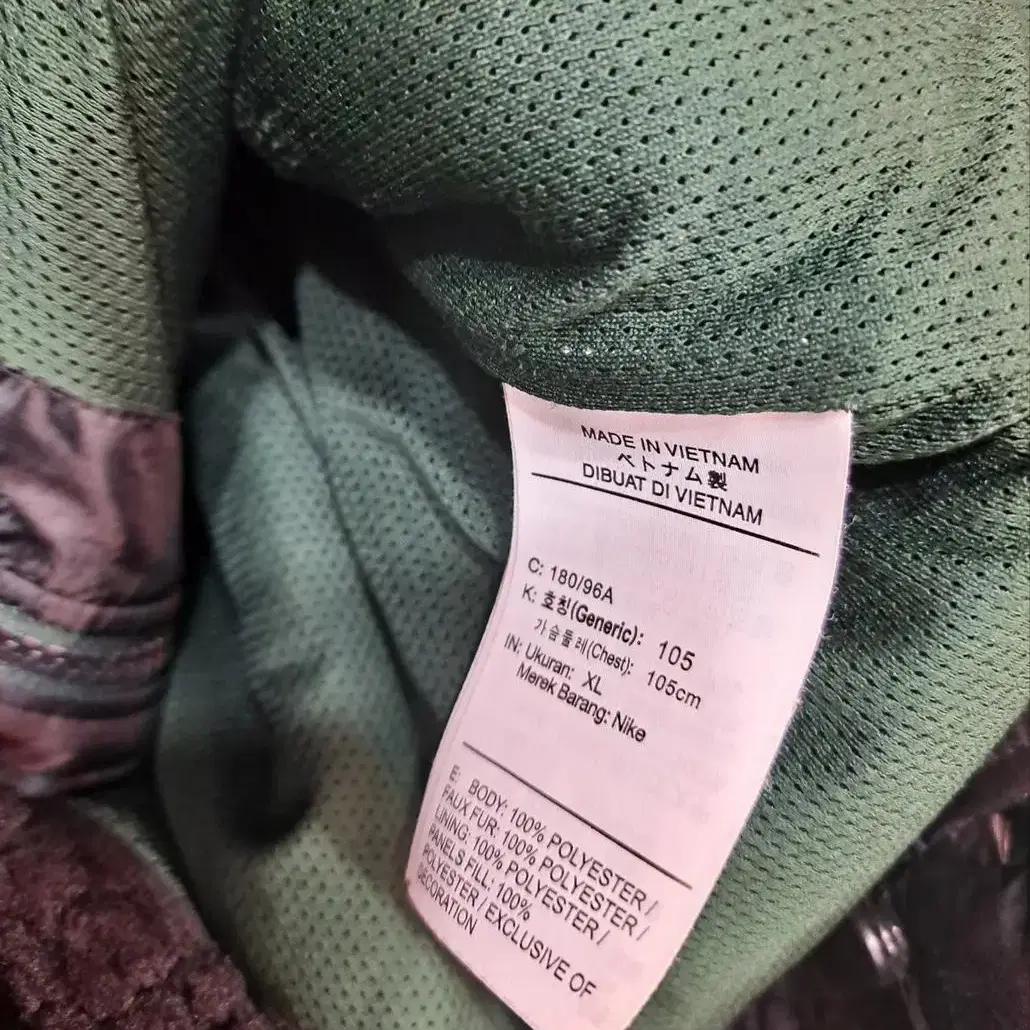 MADE IN VIETNAM
ベトナム製
DIBUAT DI VIETNAM
C: 180/96A
K: 호칭(Generic): 105
가슴둘레(Chest): 105cm
IN: Ukuran: XL
Merek Barang: Nike
E: BODY: 100% POLYESTER /
FAUX FUR: 100% POLYESTER /
LINING: 100% POLYESTER /
PANELS FILL: 100%
POLYESTER / EXCLUSIVE OF
DECORATION